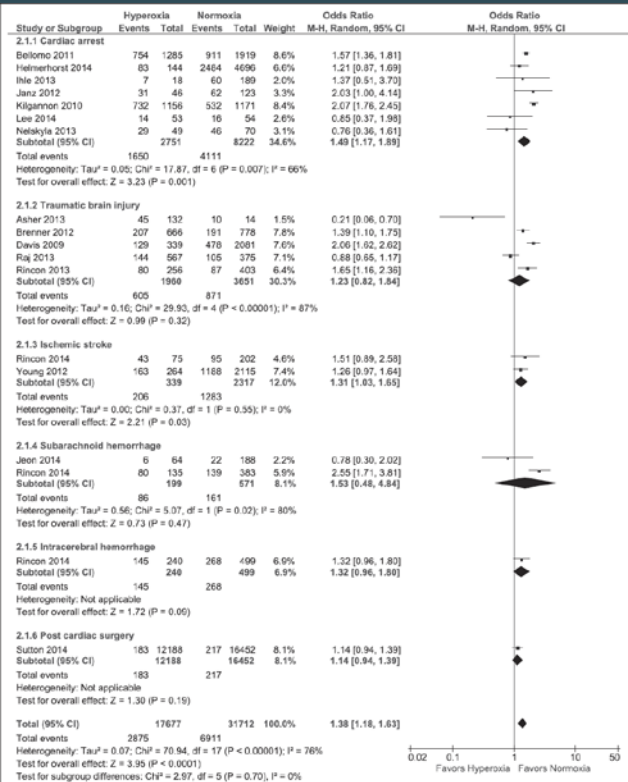 Hyperoxia Normoxia Odds Ratio Odds Ratio
Study or Subgroup Events Total Events Total Weight M-H, Random, 95% CI M-H, Random, 95% CI
2.1.1 Cardiac arrest
Bellomo 2011 754 1285 911 1919 8.6% 1.57 [1.36, 1.81]
Helmerhorst 2014 83 144 2484 4696 6.9% 1.21 [0.87, 1.69]
Ihle 2013 7 18 60 189 2.0% 1.37 [0.51, 3.70]
Janz 2012 31 46 62 123 3.3% 2.03 [1.00, 4.14]
Kilgannon 2010 732 1156 532 1171 8.4% 2.07 [1.76, 2.45]
Lee 2014 14 53 16 54 2.7% 0.85 [0.37, 1.98]
Nelskyla 2013 29 49 46 70 3.1% 0.76 [0.36, 1.61]
Subtotal (95% CI) 2751 8222 34.6% 1.49 [1.17, 1.89]
Total events 1650 4111
Heterogeneity: Tau² = 0.05; Chi² = 17.87, df = 6 (P = 0.007); I² = 66%
Test for overall effect: Z = 3.23 (P = 0.001)
2.1.2 Traumatic brain injury
Asher 2013 45 132 10 14 1.5% 0.21 [0.06, 0.70]
Brenner 2012 207 666 191 778 7.8% 1.39 [1.10, 1.75]
Davis 2009 129 339 478 2081 7.6% 2.06 [1.62, 2.62]
Raj 2013 144 567 105 375 7.1% 0.88 [0.65, 1.17]
Rincon 2013 80 256 87 403 6.4% 1.65 [1.16, 2.36]
Subtotal (95% CI) 1960 3651 30.3% 1.23 [0.82, 1.84]
Total events 605 871
Heterogeneity: Tau² = 0.16; Chi² = 29.93, df = 4 (P < 0.00001); I² = 87%
Test for overall effect: Z = 0.99 (P = 0.32)
2.1.3 Ischemic stroke
Rincon 2014 43 75 95 202 4.6% 1.51 [0.89, 2.58]
Young 2012 163 264 1188 2115 7.4% 1.26 [0.97, 1.64]
Subtotal (95% CI) 339 2317 12.0% 1.31 [1.03, 1.65]
Total events 206 1283
Heterogeneity: Tau² = 0.00; Chi² = 0.37, df = 1 (P = 0.55); I² = 0%
Test for overall effect: Z = 2.21 (P = 0.03)
2.1.4 Subarachnoid hemorrhage
Jeon 2014 6 64 22 188 2.2% 0.78 [0.30, 2.02]
Rincon 2014 80 135 139 383 5.9% 2.55 [1.71, 3.81]
Subtotal (95% CI) 199 571 8.1% 1.53 [0.48, 4.84]
Total events 86 161
Heterogeneity: Tau² = 0.56; Chi² = 5.07, df = 1 (P = 0.02); I² = 80%
Test for overall effect: Z = 0.73 (P = 0.47)
2.1.5 Intracerebral hemorrhage
Rincon 2014 145 240 268 499 6.9% 1.32 [0.96, 1.80]
Subtotal (95% CI) 240 499 6.9% 1.32 [0.96, 1.80]
Total events 145 268
Heterogeneity: Not applicable
Test for overall effect: Z = 1.72 (P = 0.09)
2.1.6 Post cardiac surgery
Sutton 2014 183 12188 217 16452 8.1% 1.14 [0.94, 1.39]
Subtotal (95% CI) 12188 16452 8.1% 1.14 [0.94, 1.39]
Total events 183 217
Heterogeneity: Not applicable
Test for overall effect: Z = 1.30 (P = 0.19)
Total (95% CI) 17677 31712 100.0% 1.38 [1.18, 1.63]
Total events 2875 6911
Heterogeneity: Tau² = 0.07; Chi² = 70.94, df = 17 (P < 0.00001); I² = 76%
Test for overall effect: Z = 3.95 (P < 0.0001)
Test for subgroup differences: Chi² = 2.97, df = 5 (P = 0.70), I² = 0%
0.02 0.1 1 10 50
Favors Hyperoxia Favors Normoxia